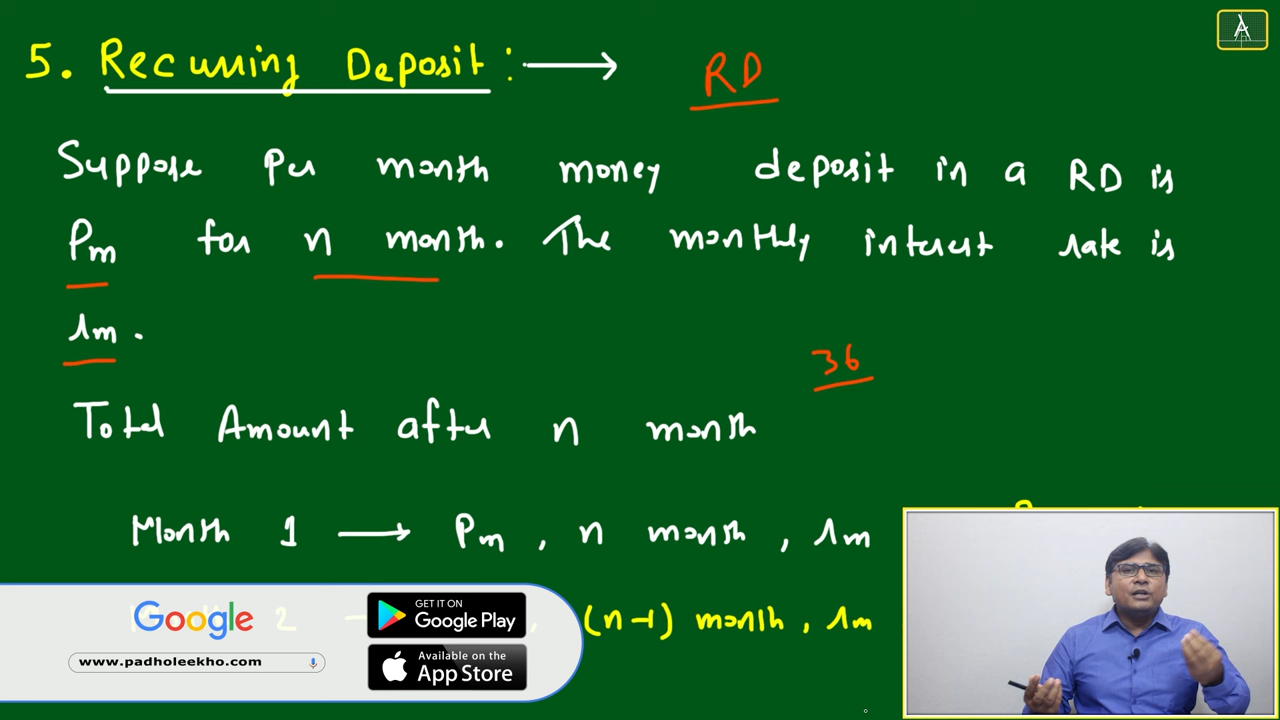 5. Recurring Deposit : → RD
Suppose Per month money deposit in a RD is
Pm for n month. The monthly interest rate is
rm.
36
Total Amount after n month
Month 1 → Pm , n month , rm
2 , (n-1) month , rm
Google
www.padholeekho.com
GET IT ON
Google Play
Available on the
App Store